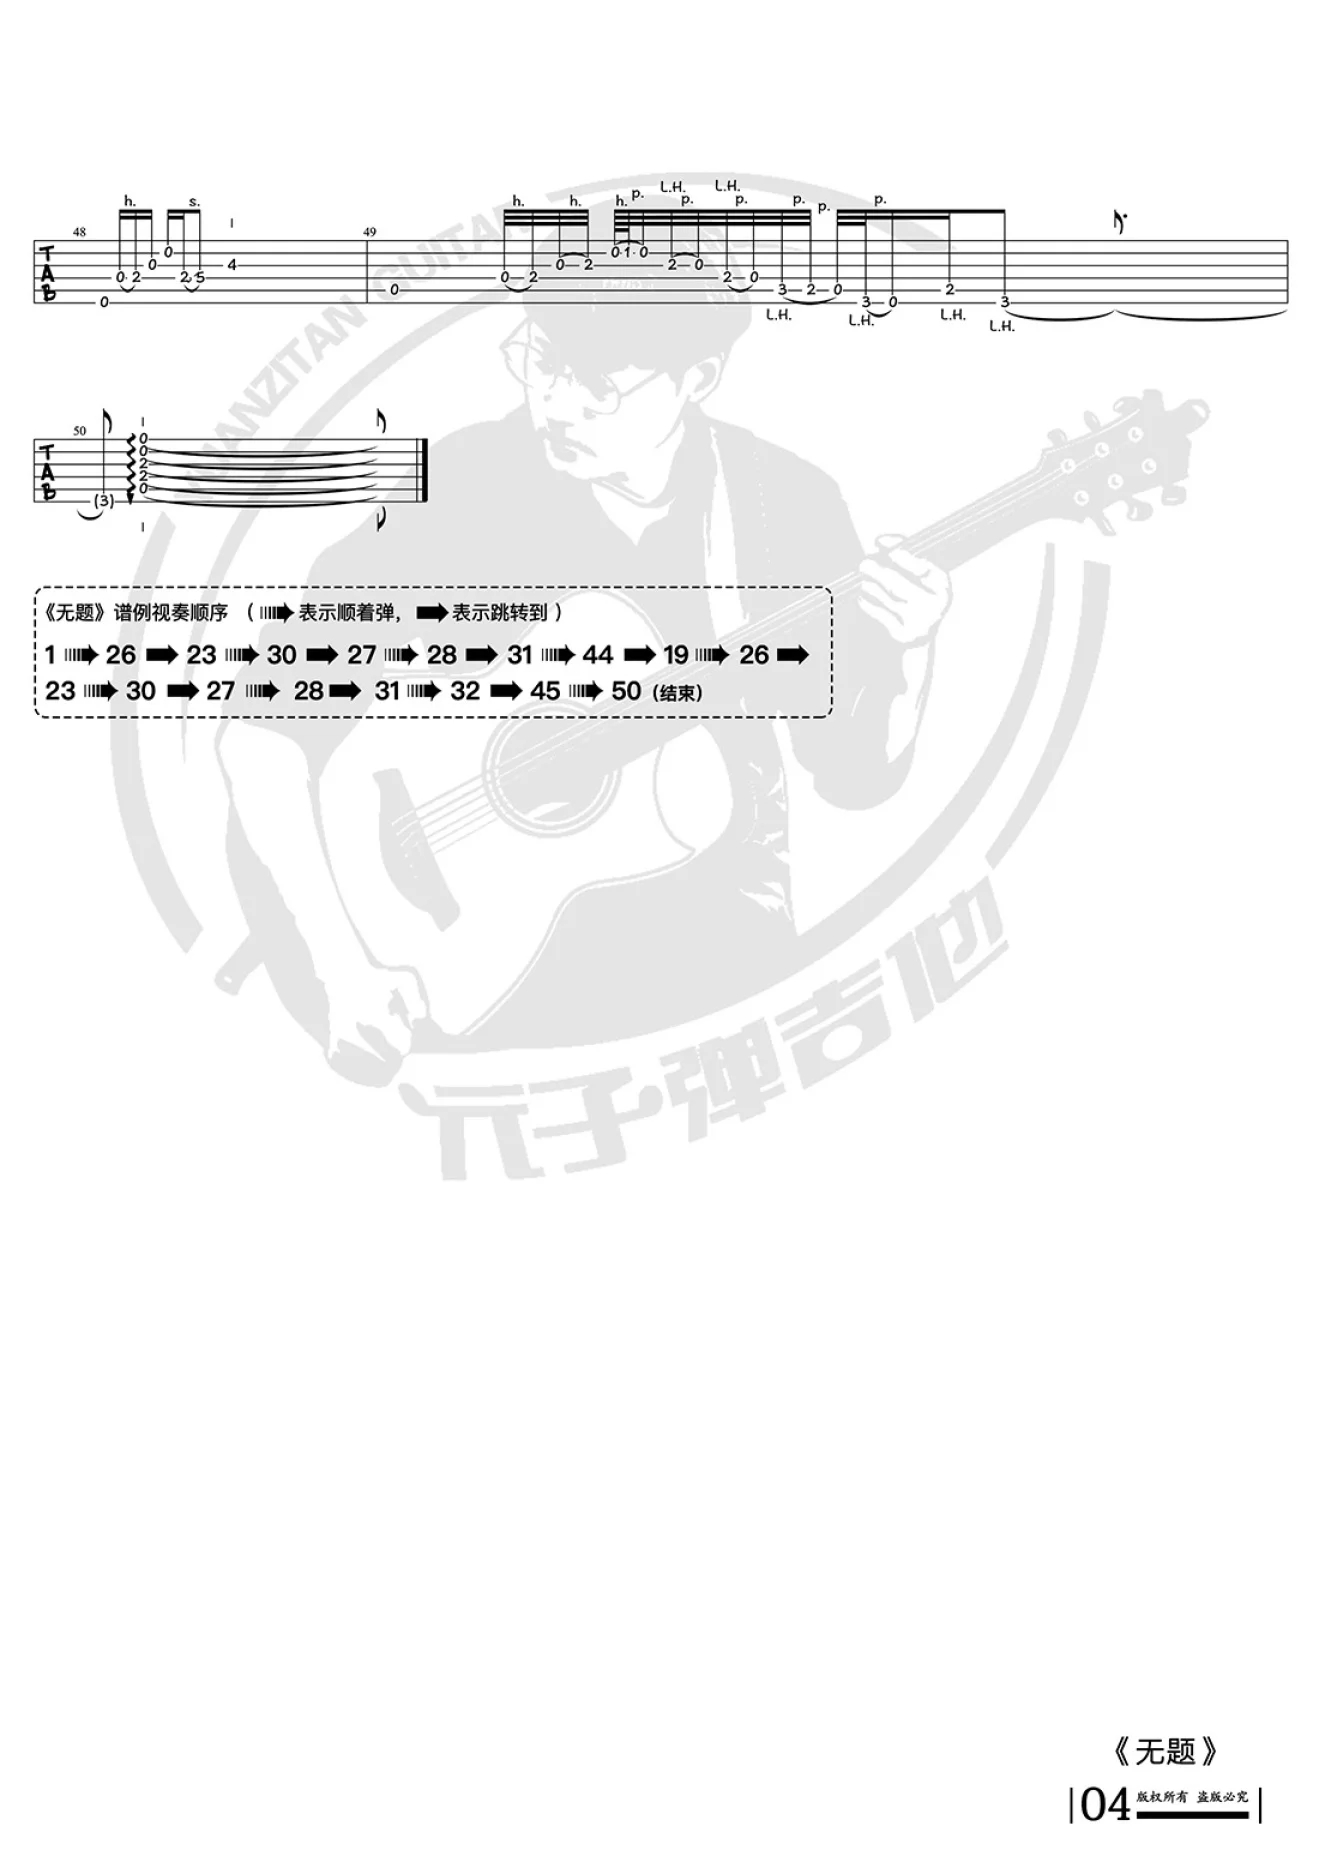 h. s. h. h. h. p. L.H. p. L.H. p. p. p. p.
48 49
T A B 0 0 2 0 0 2 5 4 0 0 2 0 2 0 1 0 2 0 2 0 3 2 0 3 0 2 3
L.H. L.H. L.H. L.H.
50
T A B (3) 0 0 2 2 0
《无题》谱例视奏顺序 （ 表示顺着弹， 表示跳转到 ）
1 26 23 30 27 28 31 44 19 26
23 30 27 28 31 32 45 50 (结束)
YUANZITAN GUITAR
元子弹吉他
《无题》
04 版权所有 盗版必究